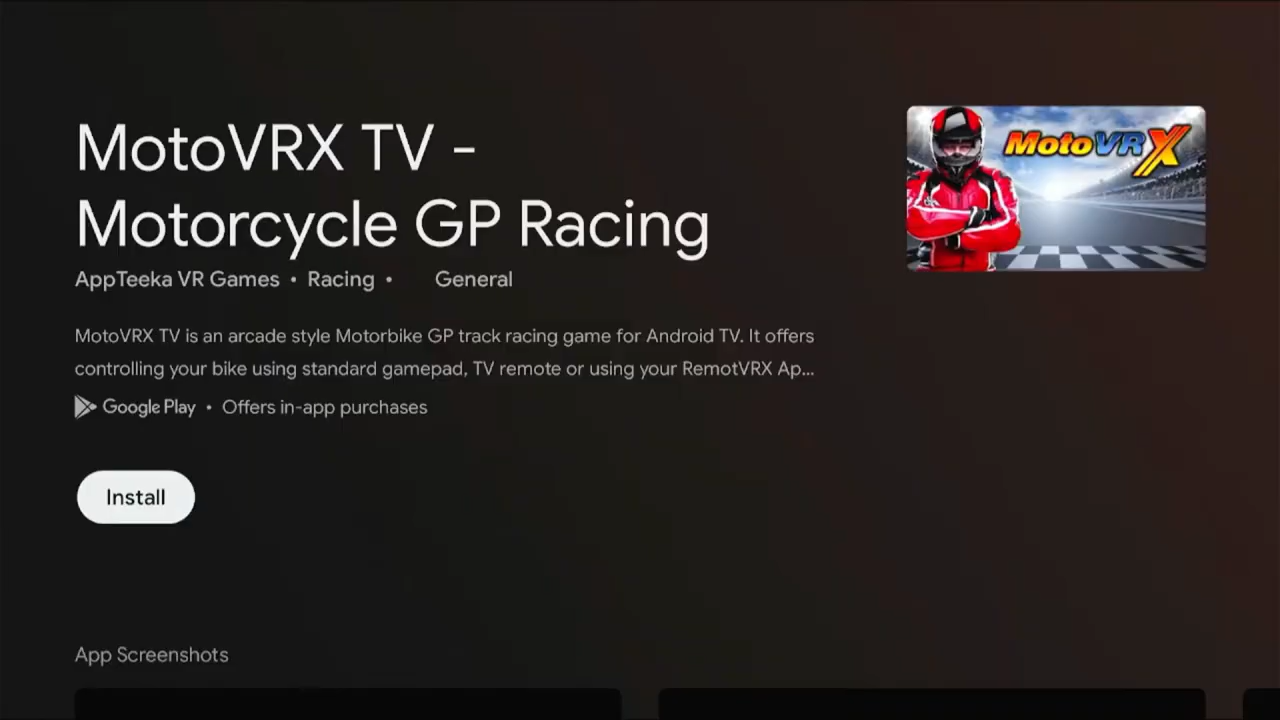 MotoVRX TV -
Motorcycle GP Racing
MotoVRX
AppTeeka VR Games • Racing • General
MotoVRX TV is an arcade style Motorbike GP track racing game for Android TV. It offers
controlling your bike using standard gamepad, TV remote or using your RemotVRX Ap...
Google Play • Offers in-app purchases
Install
App Screenshots